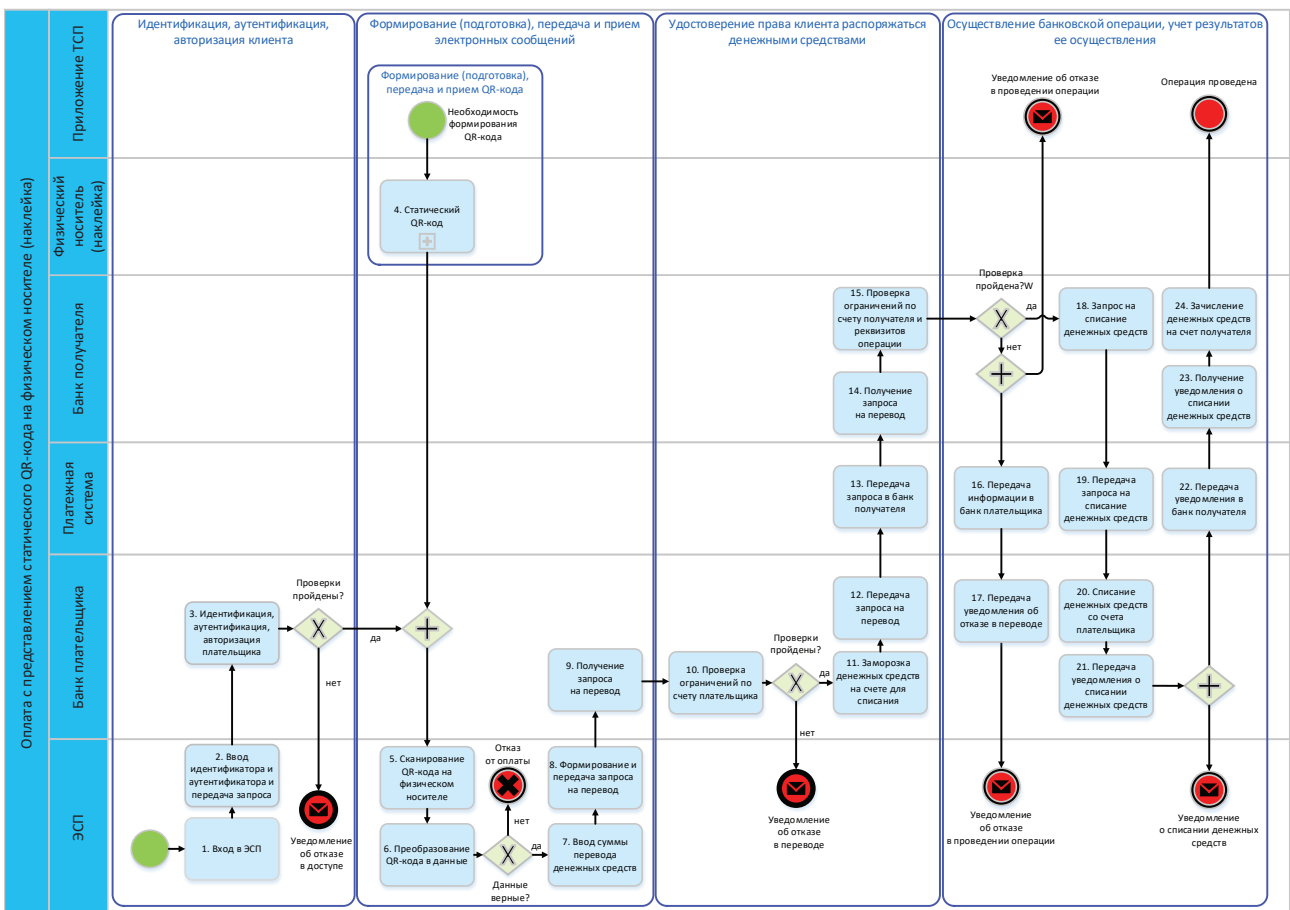 Оплата с представлением статического QR-кода на физическом носителе (наклейка)
Приложение ТСП
Физический
носитель
(наклейка)
Банк получателя
Платежная
система
Банк плательщика
ЭСП
Идентификация, аутентификация,
авторизация клиента
Формирование (подготовка), передача и прием
электронных сообщений
Удостоверение права клиента распоряжаться
денежными средствами
Осуществление банковской операции, учет результатов
ее осуществления
Формирование (подготовка),
передача и прием QR-кода
Необходимость
формирования
QR-кода
4. Статический
QR-код
Уведомление об отказе
в проведении операции
Операция проведена
15. Проверка
ограничений по
счету получателя и
реквизитов
операции
Проверка
пройдена?W
да
нет
18. Запрос на
списание
денежных средств
24. Зачисление
денежных средств
на счет получателя
14. Получение
запроса
на перевод
23. Получение
уведомления о
списании
денежных средств
13. Передача
запроса в банк
получателя
16. Передача
информации в
банк плательщика
19. Передача
запроса на
списание
денежных средств
22. Передача
уведомления в
банк получателя
3. Идентификация,
аутентификация,
авторизация
плательщика
Проверки
пройдены?
да
нет
9. Получение
запроса
на перевод
10. Проверка
ограничений по
счету плательщика
Проверки
пройдены?
да
нет
12. Передача
запроса на
перевод
11. Заморозка
денежных средств
на счете для
списания
17. Передача
уведомления об
отказе в переводе
20. Списание
денежных средств
со счета
плательщика
21. Передача
уведомления о
списании
денежных средств
2. Ввод
идентификатора и
аутентификатора и
передача запроса
1. Вход в ЭСП
Уведомление
об отказе
в доступе
5. Сканирование
QR-кода на
физическом
носителе
6. Преобразование
QR-кода в данные
Отказ
от оплаты
нет
да
Данные
верные?
8. Формирование и
передача запроса
на перевод
7. Ввод суммы
перевода
денежных средств
Уведомление
об отказе
в переводе
Уведомление
об отказе
в проведении операции
Уведомление
о списании денежных
средств